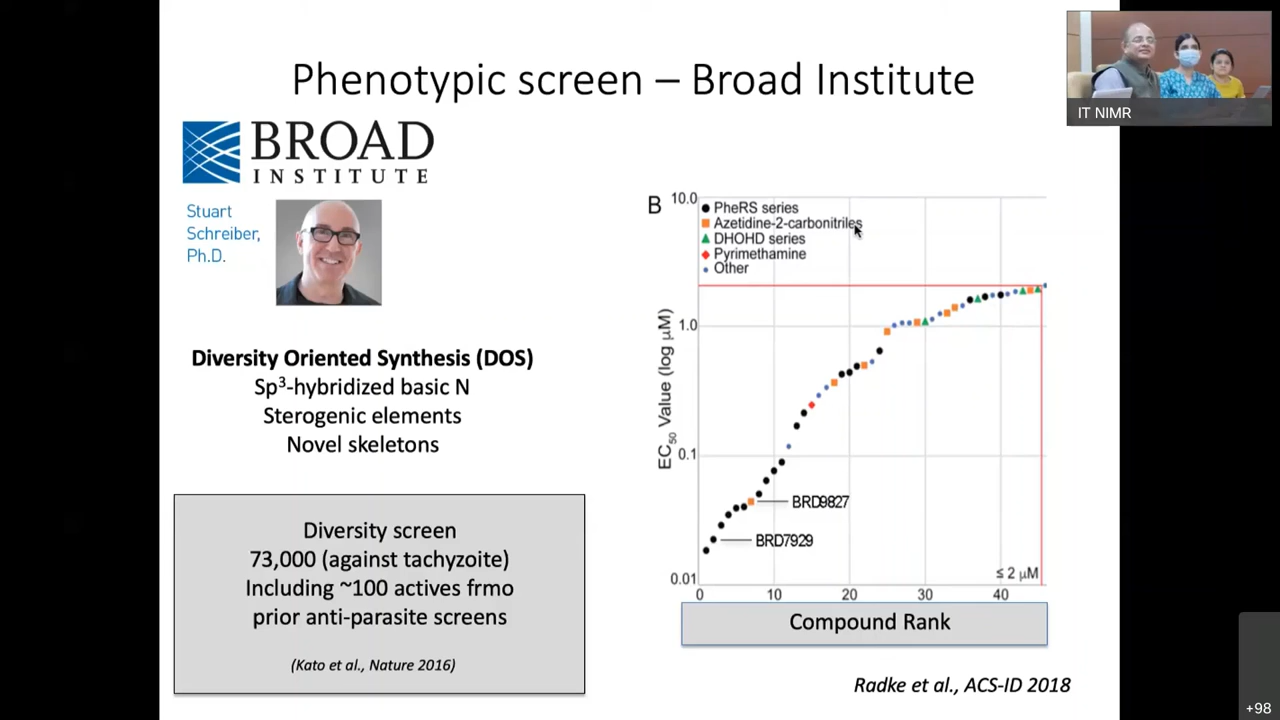 Phenotypic screen – Broad Institute
IT NIMR
BROAD
INSTITUTE
Stuart
Schreiber,
Ph.D.
Diversity Oriented Synthesis (DOS)
Sp³-hybridized basic N
Sterogenic elements
Novel skeletons
Diversity screen
73,000 (against tachyzoite)
Including ~100 actives frmo
prior anti-parasite screens
(Kato et al., Nature 2016)
B
PheRS series
Azetidine-2-carbonitriles
DHOHD series
Pyrimethamine
Other
EC₅₀ Value (log μM)
10.0
1.0
0.1
0.01
BRD9827
BRD7929
≤ 2 μM
0 10 20 30 40
Compound Rank
Radke et al., ACS-ID 2018
+98